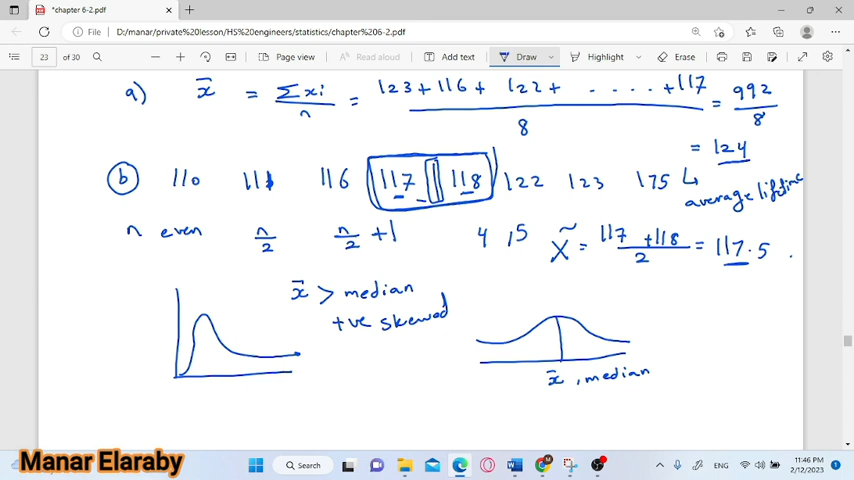 *chapter 6-2.pdf
File D:/manar/private%20lesson/HS%20engineers/statistics/chapter%206-2.pdf
23 of 30 Page view Read aloud Add text Draw Highlight Erase
a) x̄ = Σxi/n = 123+116+ 122+ . . . . . +117 / 8 = 992/8
= 124
b 110 111 116 117 118 122 123 175 ↳ average lifetime
n even n/2 n/2 +1 4 ,5 x̃ = 117 +118 / 2 = 117.5 .
x̄ > median
+ve skewed
x̄ , median
Manar Elaraby
Search
ENG
11:46 PM
2/12/2023